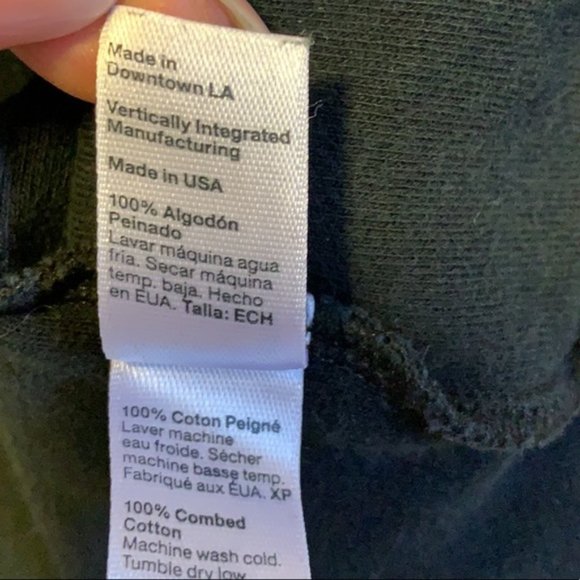 Made in
Downtown LA
Vertically Integrated
Manufacturing
Made in USA
100% Algodón
Peinado
Lavar máquina agua
fría. Secar máquina
temp. baja. Hecho
en EUA. Talla: ECH
100% Coton Peigné
Laver machine
eau froide. Sécher
machine basse temp.
Fabriqué aux ÉUA. XP
100% Combed
Cotton
Machine wash cold.
Tumble dry low